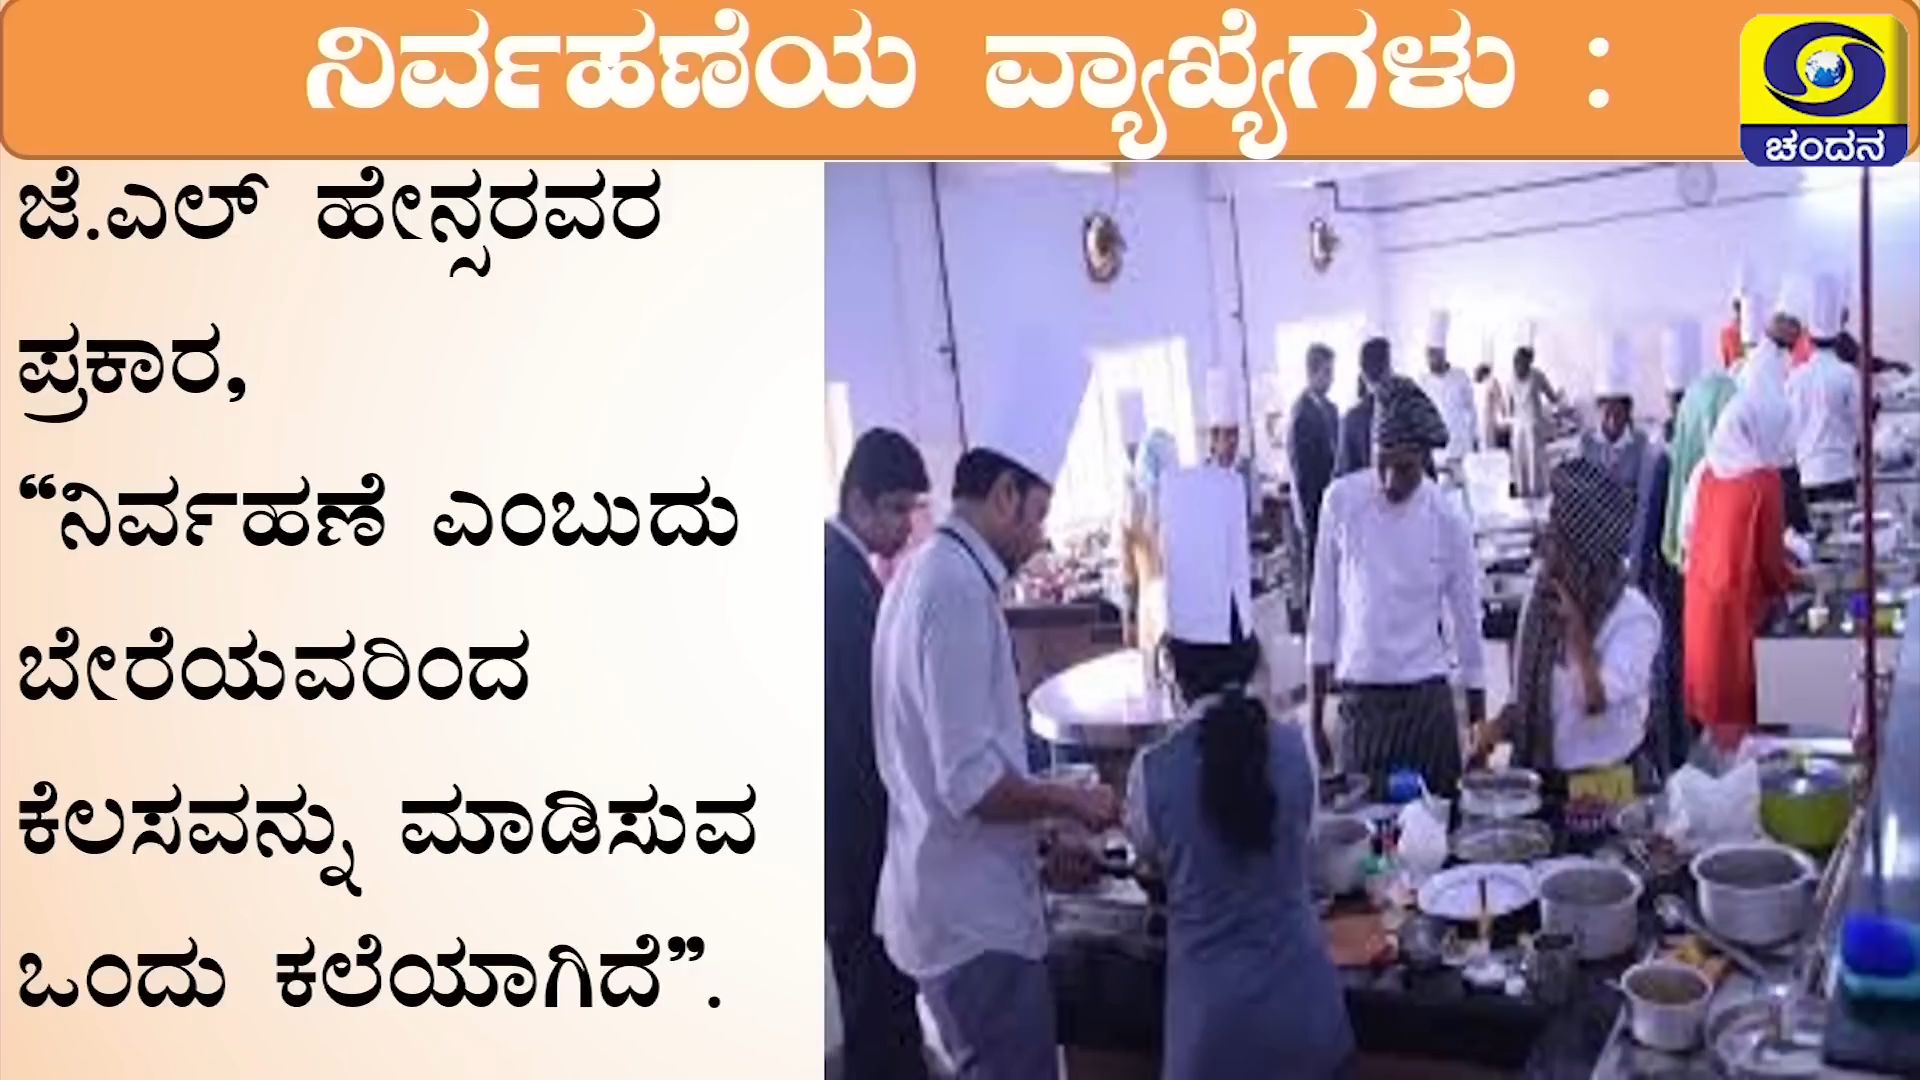 ನಿರ್ವಹಣೆಯ ವ್ಯಾಖ್ಯೆಗಳು :
ಚಂದನ
ಜೆ.ಎಲ್ ಹೇನ್ಸರವರ
ಪ್ರಕಾರ,
“ನಿರ್ವಹಣೆ ಎಂಬುದು
ಬೇರೆಯವರಿಂದ
ಕೆಲಸವನ್ನು ಮಾಡಿಸುವ
ಒಂದು ಕಲೆಯಾಗಿದೆ”.